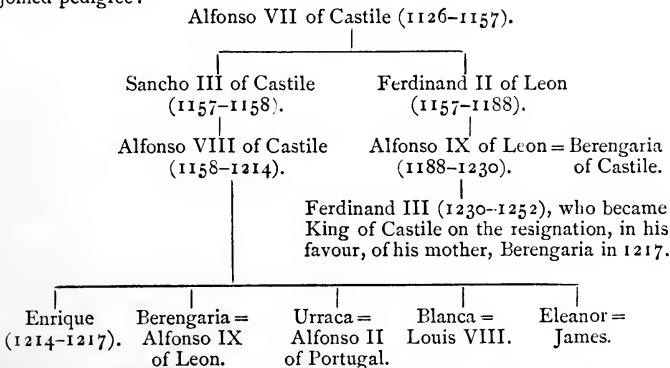 joined pedigree:
Alfonso VII of Castile (1126–1157).
Sancho III of Castile
(1157–1158).
Ferdinand II of Leon
(1157–1188).
Alfonso VIII of Castile
(1158–1214).
Alfonso IX of Leon = Berengaria
(1188–1230). of Castile.
Ferdinand III (1230–1252), who became
King of Castile on the resignation, in his
favour, of his mother, Berengaria in 1217.
Enrique
(1214–1217).
Berengaria =
Alfonso IX
of Leon.
Urraca =
Alfonso II
of Portugal.
Blanca =
Louis VIII.
Eleanor =
James.